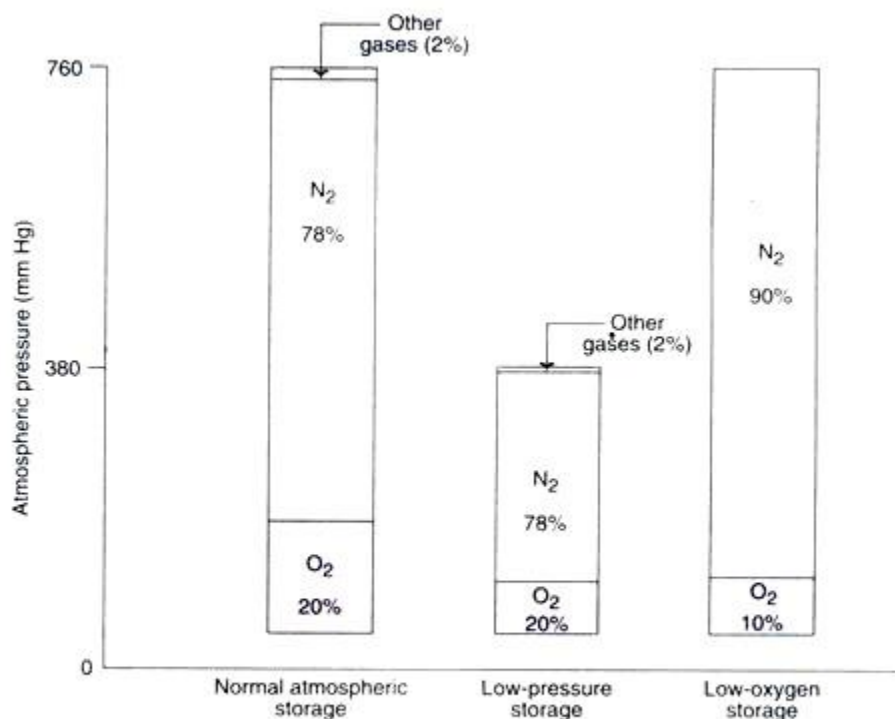 Other
gases (2%)
760
N2
78%
N2
90%
Atmospheric pressure (mm Hg)
Other
gases (2%)
380
N2
78%
O2
20%
O2
20%
O2
10%
0
Normal atmospheric
storage
Low-pressure
storage
Low-oxygen
storage